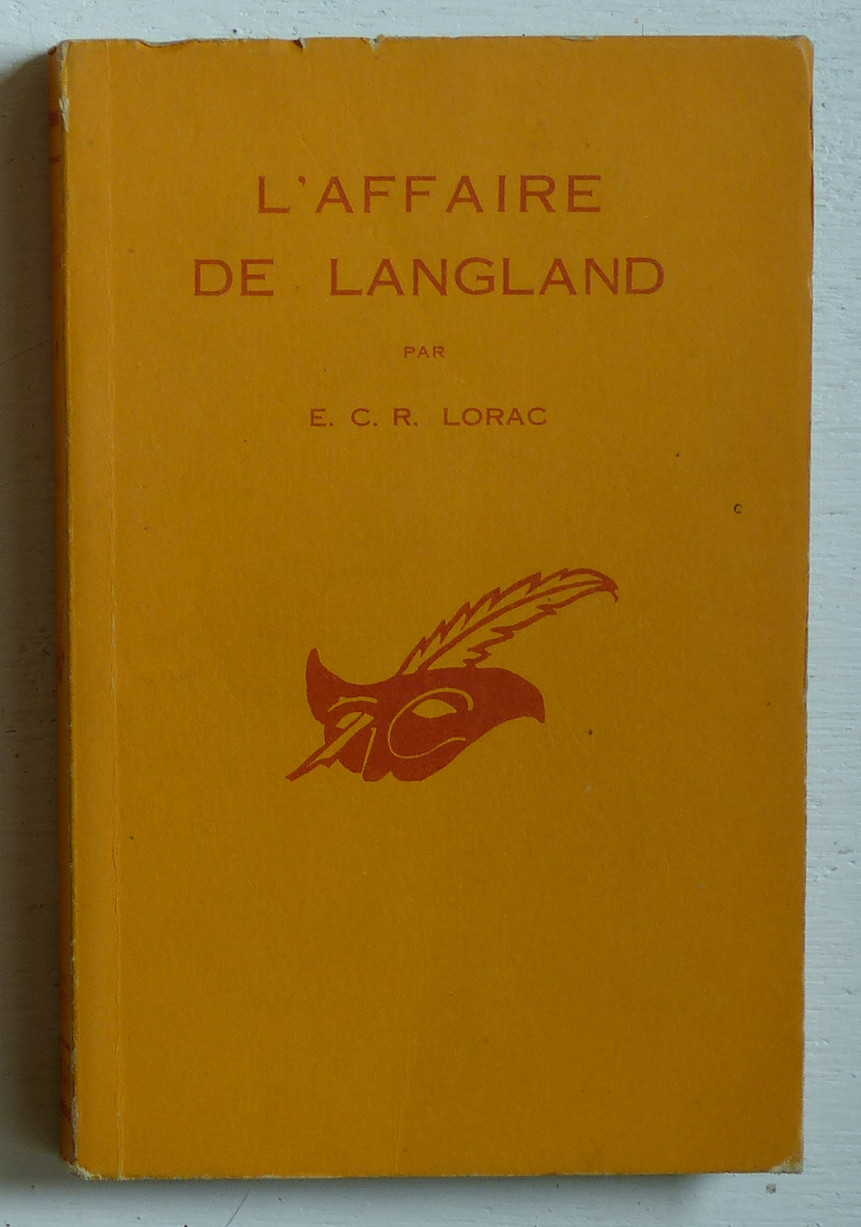 L'AFFAIRE
DE LANGLAND
PAR
E. C. R. LORAC